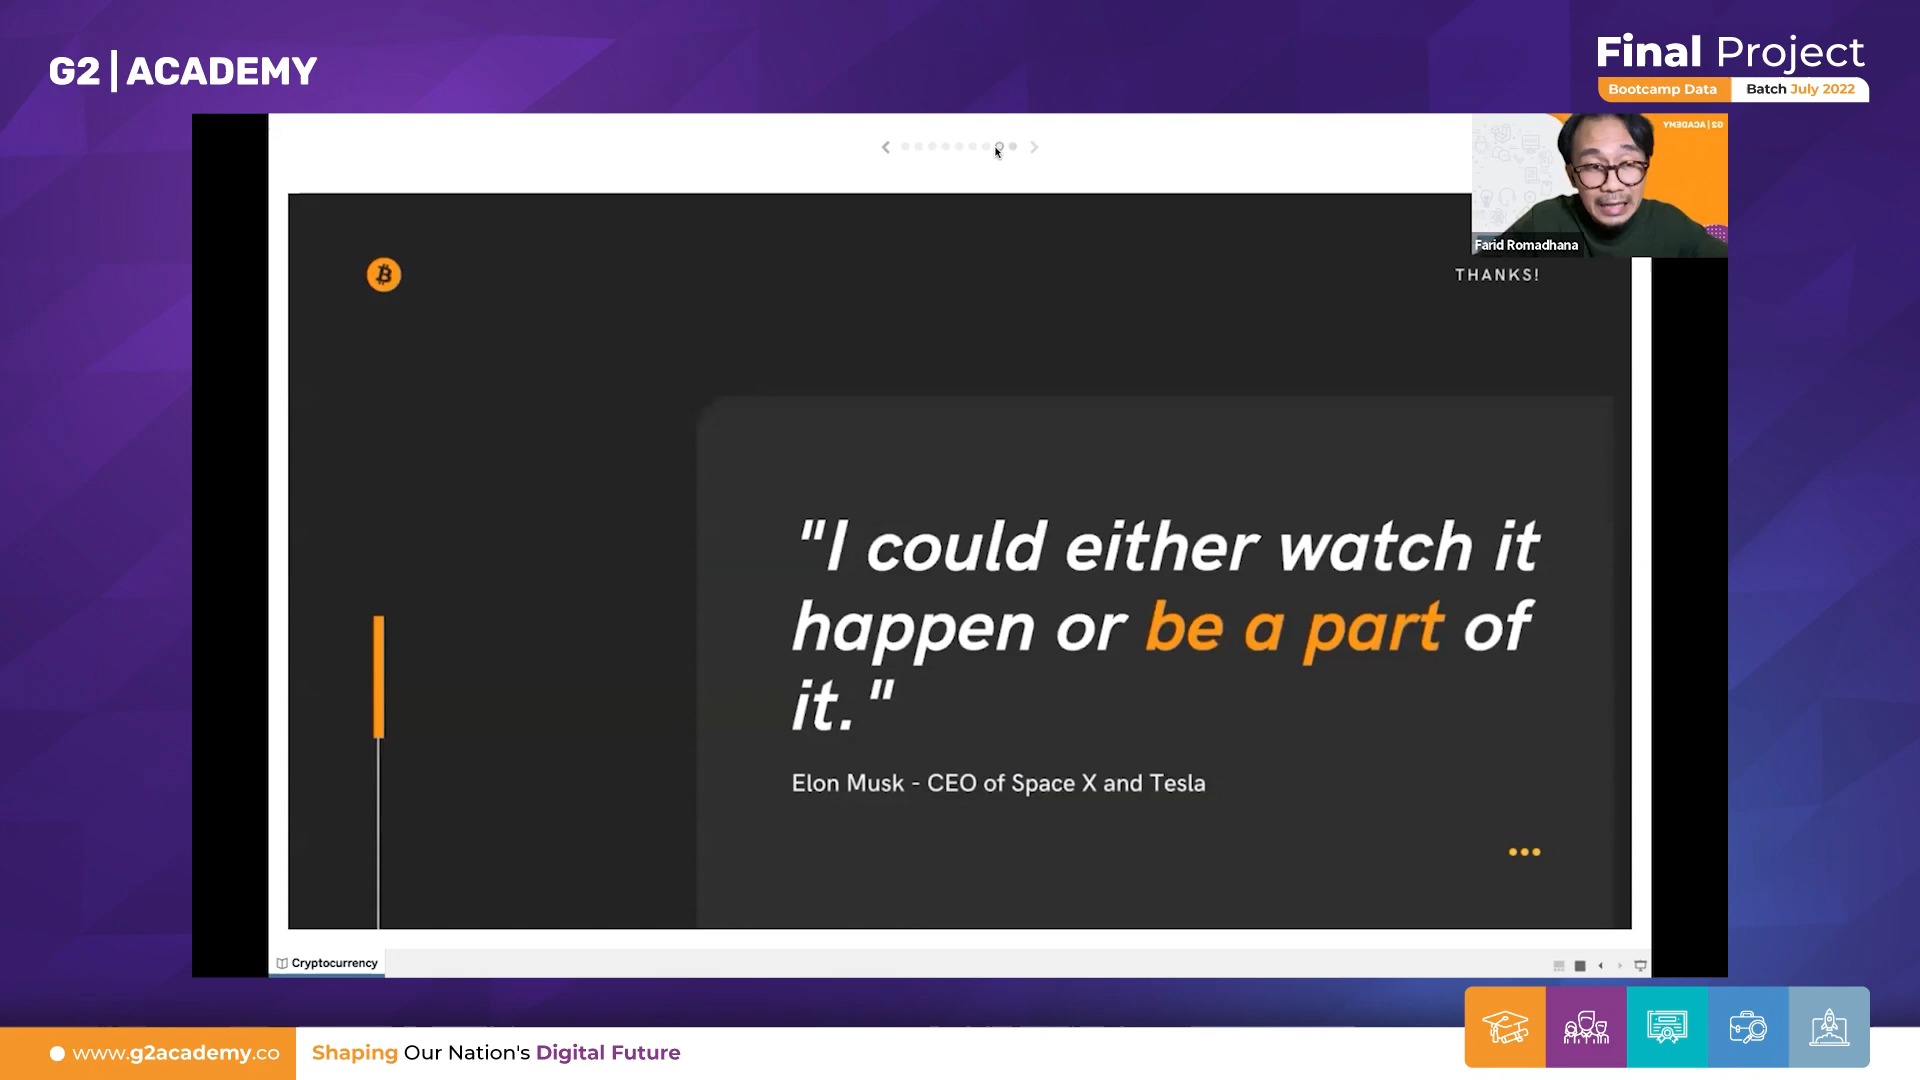 G2 | ACADEMY
Final Project
Bootcamp Data
Batch July 2022
G2 | ACADEMY
Farid Romadhana
THANKS!
"I could either watch it
happen or be a part of
it."
Elon Musk - CEO of Space X and Tesla
Cryptocurrency
www.g2academy.co
Shaping Our Nation's Digital Future